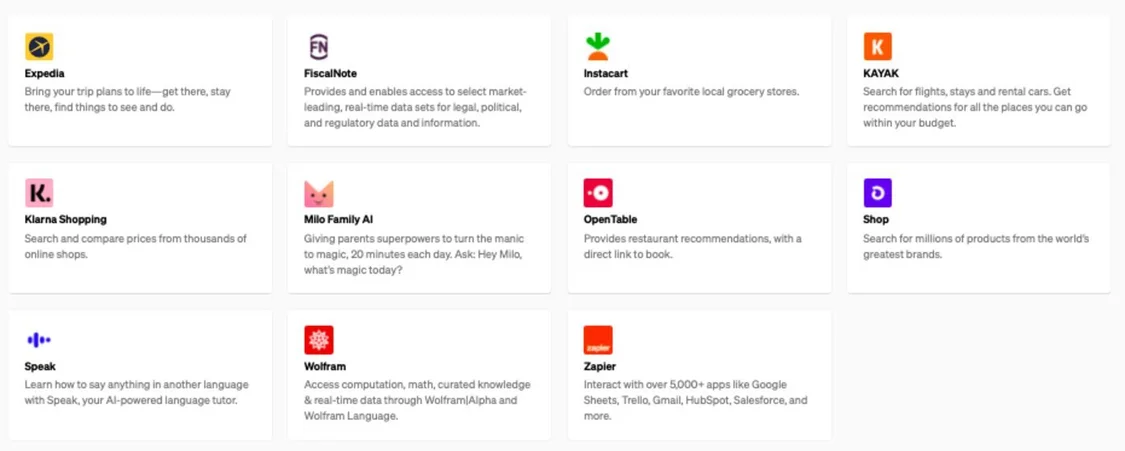 FN
Expedia
Bring your trip plans to life—get there, stay
there, find things to see and do.
FiscalNote
Provides and enables access to select market-
leading, real-time data sets for legal, political,
and regulatory data and information.
Instacart
Order from your favorite local grocery stores.
K
KAYAK
Search for flights, stays and rental cars. Get
recommendations for all the places you can go
within your budget.
K.
Klarna Shopping
Search and compare prices from thousands of
online shops.
Milo Family AI
Giving parents superpowers to turn the manic
to magic, 20 minutes each day. Ask: Hey Milo,
what's magic today?
OpenTable
Provides restaurant recommendations, with a
direct link to book.
Shop
Search for millions of products from the world's
greatest brands.
Speak
Learn how to say anything in another language
with Speak, your AI-powered language tutor.
Wolfram
Access computation, math, curated knowledge
& real-time data through Wolfram|Alpha and
Wolfram Language.
zapier
Zapier
Interact with over 5,000+ apps like Google
Sheets, Trello, Gmail, HubSpot, Salesforce, and
more.